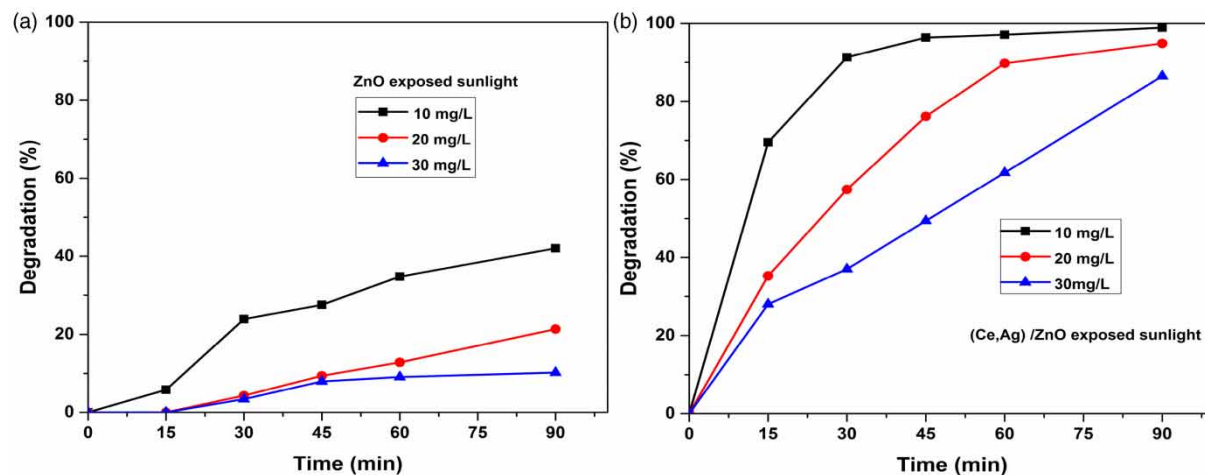 (a)
100
80
60
40
20
0
Degradation (%)
ZnO exposed sunlight
10 mg/L
20 mg/L
30 mg/L
0 15 30 45 60 75 90
Time (min)
(b)
100
80
60
40
20
0
Degradation (%)
10 mg/L
20 mg/L
30mg/L
(Ce,Ag) /ZnO exposed sunlight
0 15 30 45 60 75 90
Time (min)